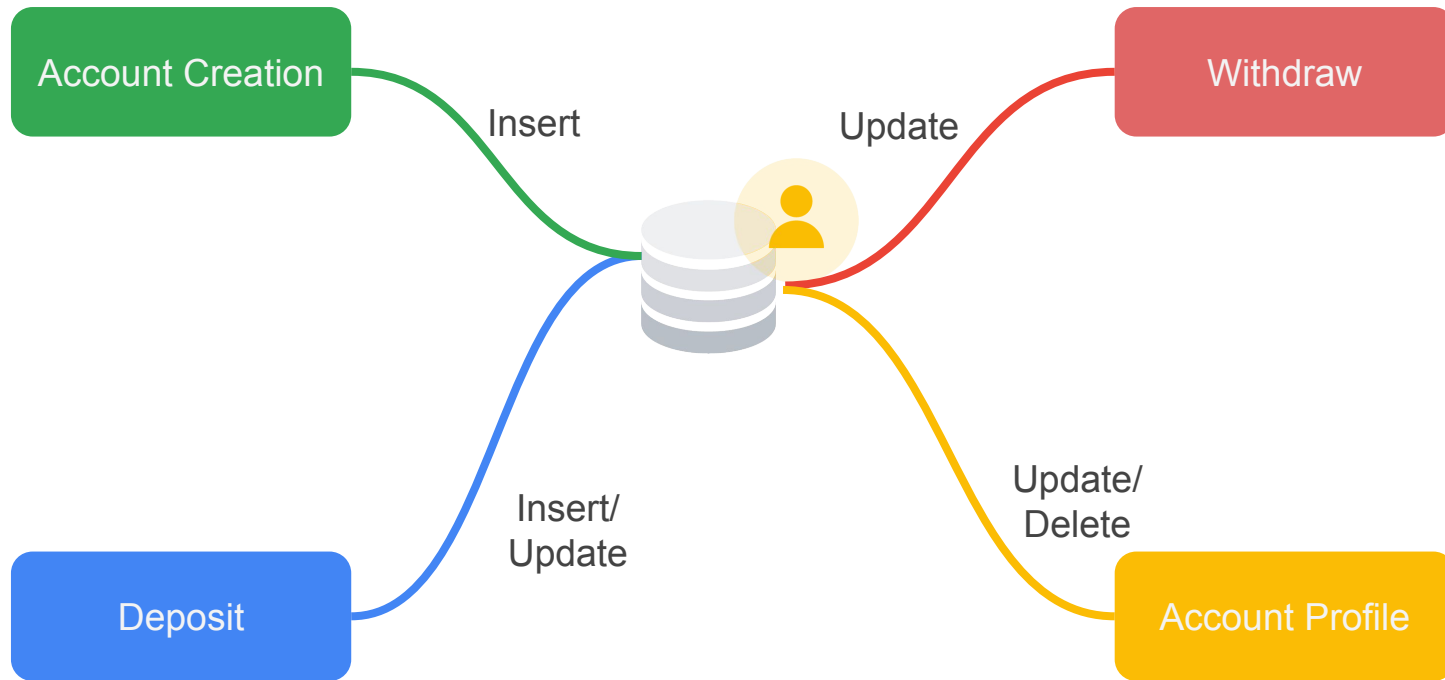 Account Creation
Withdraw
Insert
Update
Insert/
Update
Update/
Delete
Deposit
Account Profile